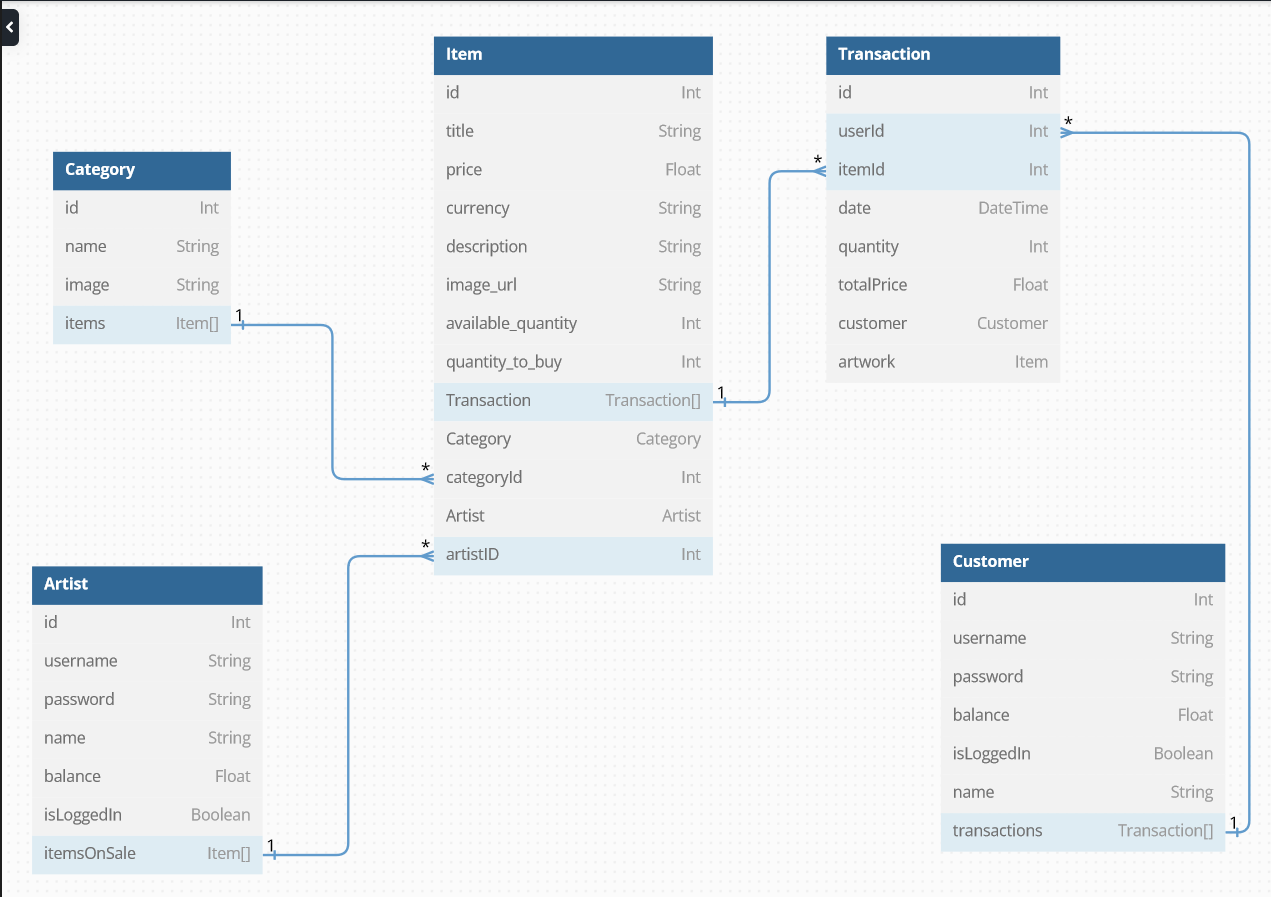 Item
id Int
title String
price Float
currency String
description String
image_url String
available_quantity Int
quantity_to_buy Int
Transaction Transaction[]
Category Category
categoryId Int
Artist Artist
artistID Int
Transaction
id Int
userId Int
itemId Int
date DateTime
quantity Int
totalPrice Float
customer Customer
artwork Item
Category
id Int
name String
image String
items Item[]
Artist
id Int
username String
password String
name String
balance Float
isLoggedIn Boolean
itemsOnSale Item[]
Customer
id Int
username String
password String
balance Float
isLoggedIn Boolean
name String
transactions Transaction[]
1
*
1
*
1
*
1
*